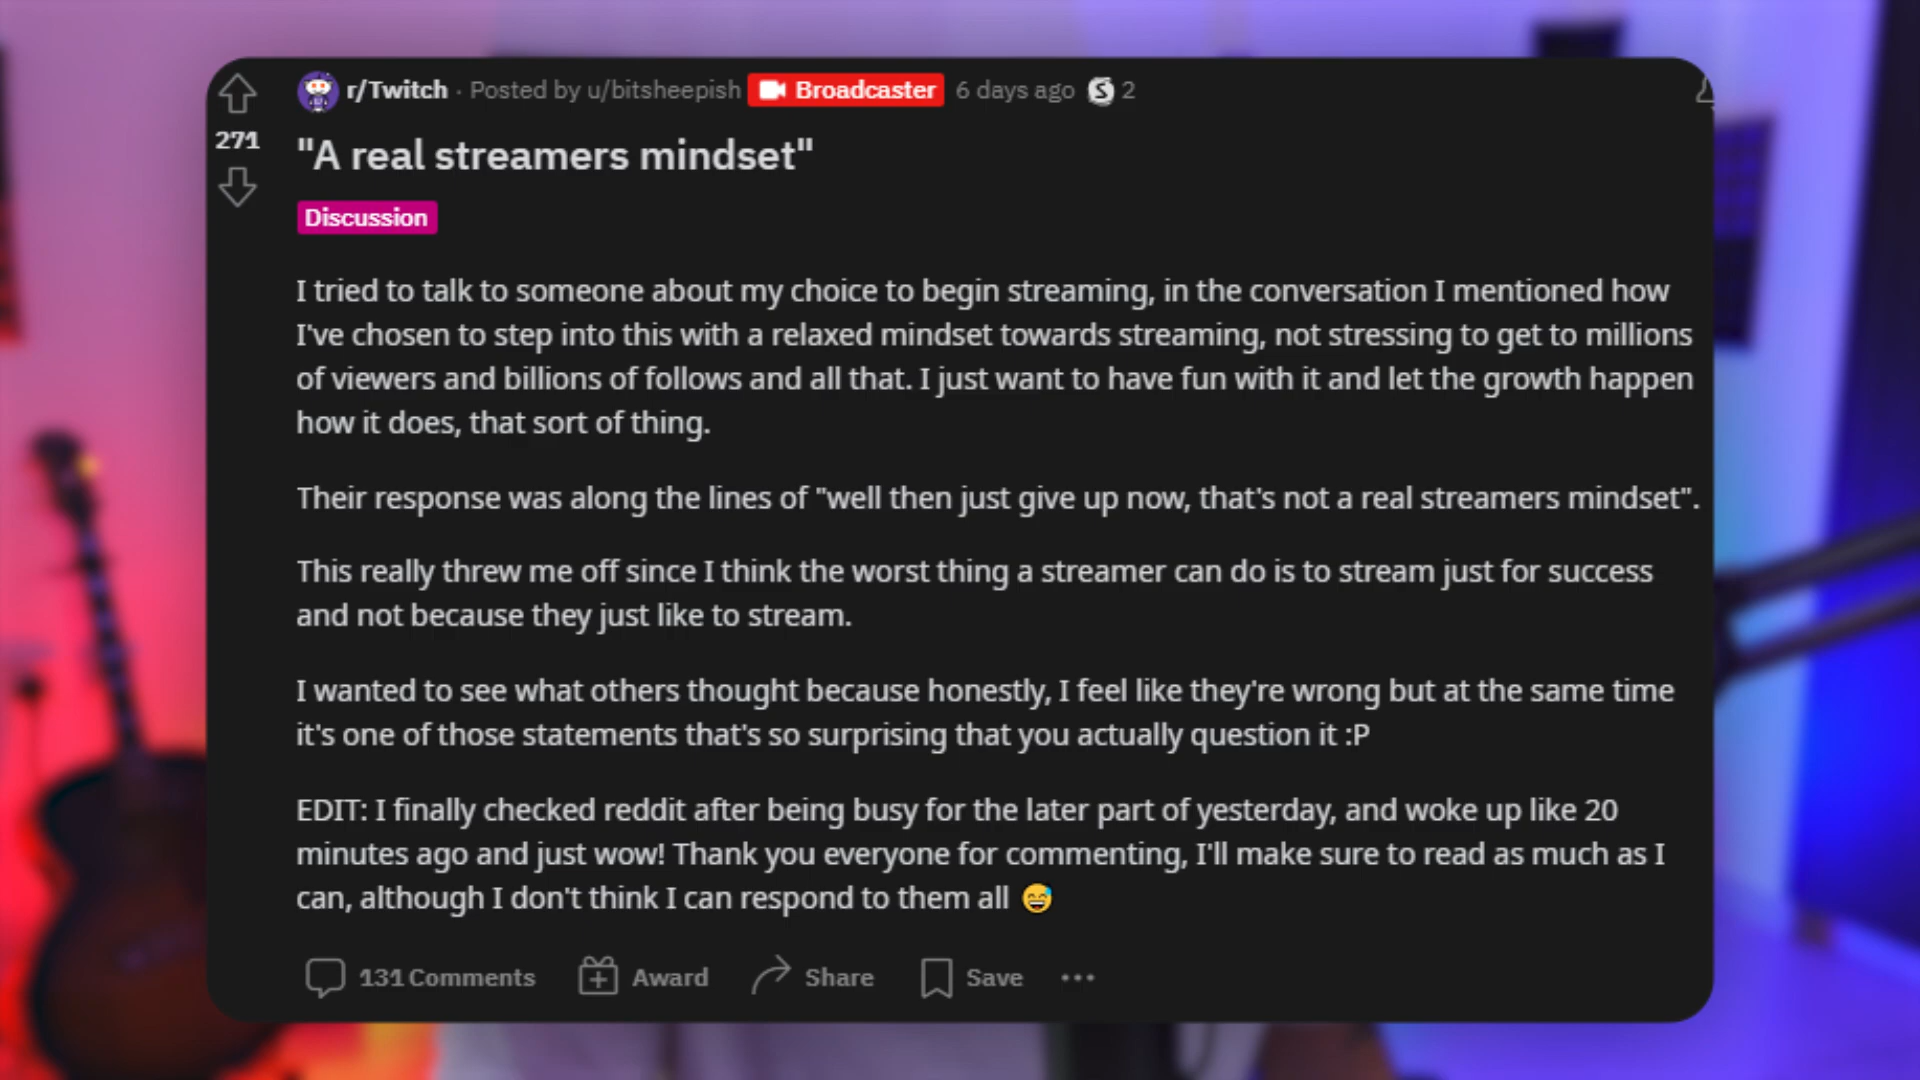 r/Twitch · Posted by u/bitsheepish Broadcaster 6 days ago S 2
271
"A real streamers mindset"
Discussion
I tried to talk to someone about my choice to begin streaming, in the conversation I mentioned how
I've chosen to step into this with a relaxed mindset towards streaming, not stressing to get to millions
of viewers and billions of follows and all that. I just want to have fun with it and let the growth happen
how it does, that sort of thing.
Their response was along the lines of "well then just give up now, that's not a real streamers mindset".
This really threw me off since I think the worst thing a streamer can do is to stream just for success
and not because they just like to stream.
I wanted to see what others thought because honestly, I feel like they're wrong but at the same time
it's one of those statements that's so surprising that you actually question it :P
EDIT: I finally checked reddit after being busy for the later part of yesterday, and woke up like 20
minutes ago and just wow! Thank you everyone for commenting, I'll make sure to read as much as I
can, although I don't think I can respond to them all 😅
131 Comments Award Share Save ···